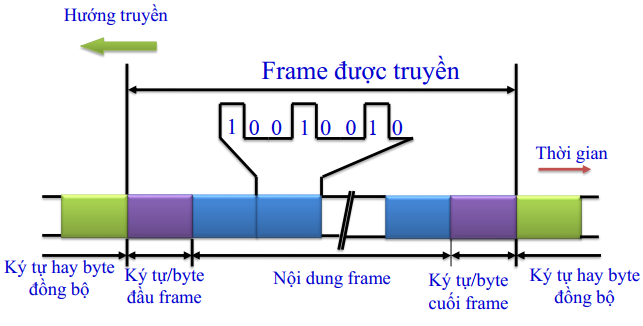 Hướng truyền
Frame được truyền
1 0 0 1 0 0 1 0
Thời gian
Ký tự hay byte
đồng bộ
Ký tự/byte
đầu frame
Nội dung frame
Ký tự/byte
cuối frame
Ký tự hay byte
đồng bộ